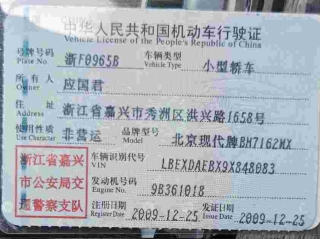 中华人民共和国机动车行驶证
Vehicle License of the People's Republic of China
号牌号码 浙F0965B 车辆类型 小型轿车
Plate No. Vehicle Type
所有人 应国君
Owner
住址 浙江省嘉兴市秀洲区洪兴路1658号
Address
使用性质 非营运 品牌型号 北京现代牌BH7162MX
Use Character Model
浙江省嘉兴市公安局交通警察支队
车辆识别代号 LBEXDAEBX9X848083
VIN
发动机号码 9B361018
Engine No.
注册日期 2009-12-25 发证日期 2009-12-25
Register Date Issue Date